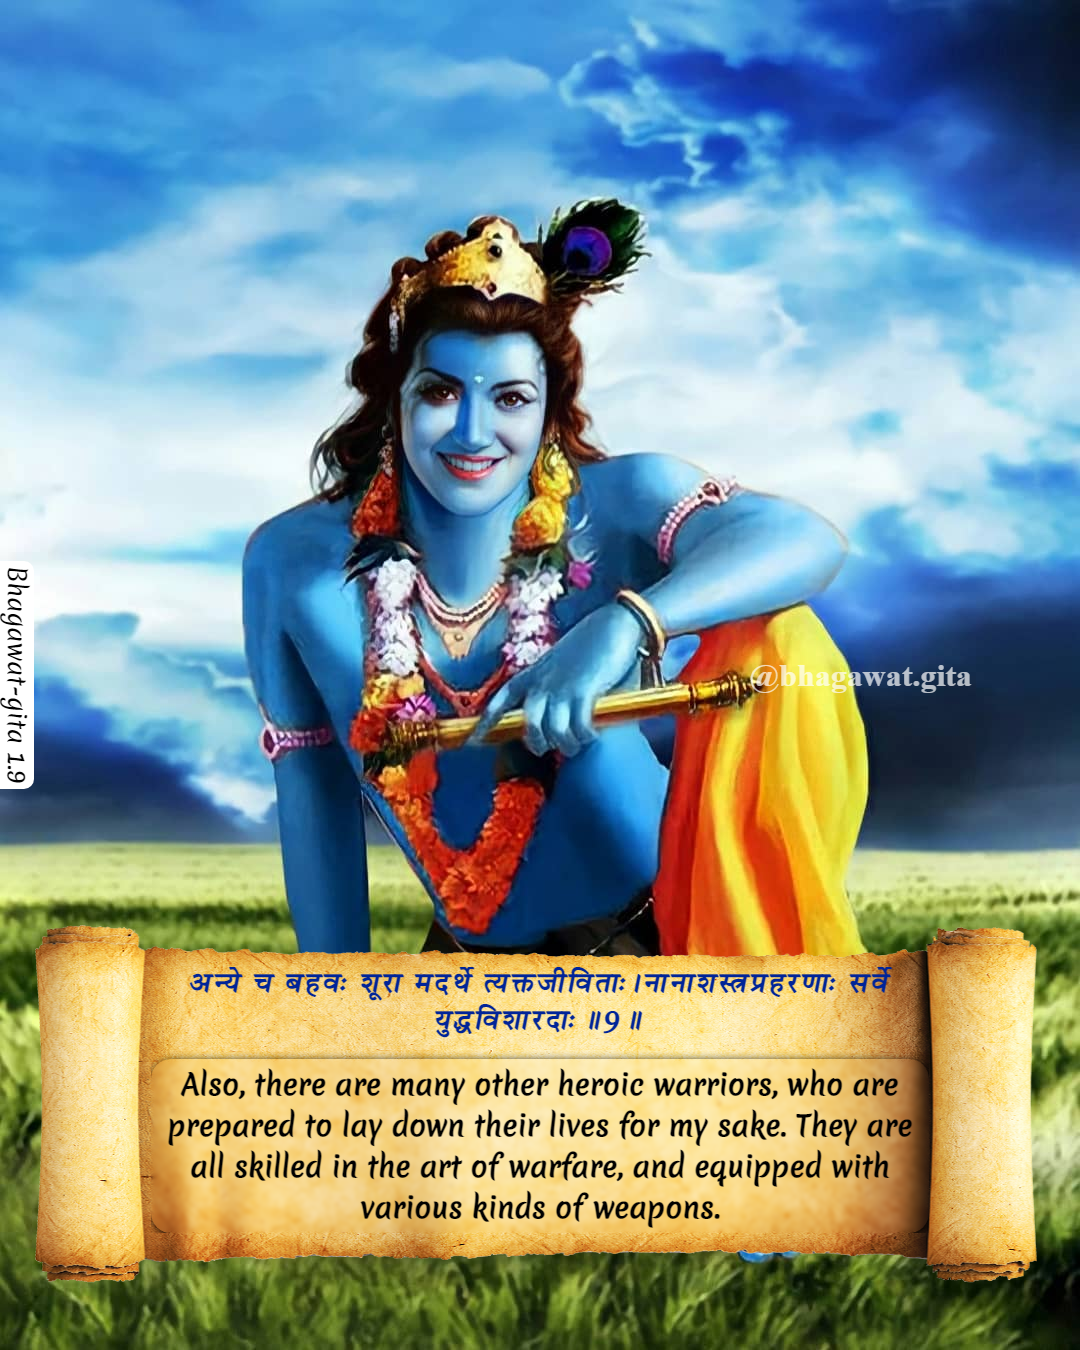 Bhagawat-gita 1.9
@bhagawat.gita
अन्ये च बहवः शूरा मदर्थे त्यक्तजीविताः।नानाशस्त्रप्रहरणाः सर्वे
युद्धविशारदाः ॥9॥
Also, there are many other heroic warriors, who are
prepared to lay down their lives for my sake. They are
all skilled in the art of warfare, and equipped with
various kinds of weapons.